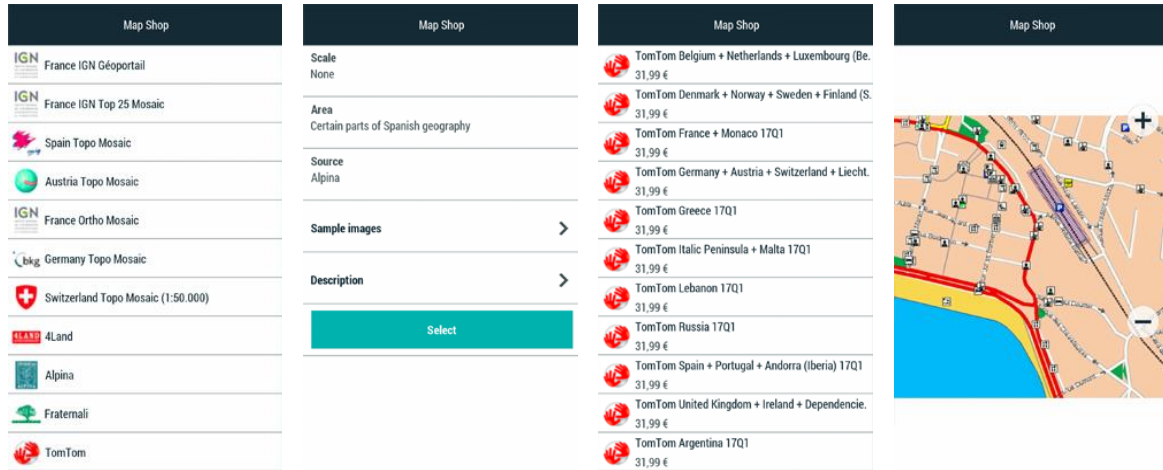 Map Shop
IGN
France IGN Géoportail
IGN
France IGN Top 25 Mosaic
Spain Topo Mosaic
Austria Topo Mosaic
IGN
France Ortho Mosaic
bkg
Germany Topo Mosaic
Switzerland Topo Mosaic (1:50.000)
4LAND
4Land
Alpina
Fraternali
TomTom
Map Shop
Scale
None
Area
Certain parts of Spanish geography
Source
Alpina
Sample images
Description
Select
Map Shop
TomTom Belgium + Netherlands + Luxembourg (Be.
31,99 €
TomTom Denmark + Norway + Sweden + Finland (S.
31,99 €
TomTom France + Monaco 17Q1
31,99 €
TomTom Germany + Austria + Switzerland + Liecht.
31,99 €
TomTom Greece 17Q1
31,99 €
TomTom Italic Peninsula + Malta 17Q1
31,99 €
TomTom Lebanon 17Q1
31,99 €
TomTom Russia 17Q1
31,99 €
TomTom Spain + Portugal + Andorra (Iberia) 17Q1
31,99 €
TomTom United Kingdom + Ireland + Dependencie.
31,99 €
TomTom Argentina 17Q1
31,99 €
Map Shop
+
−